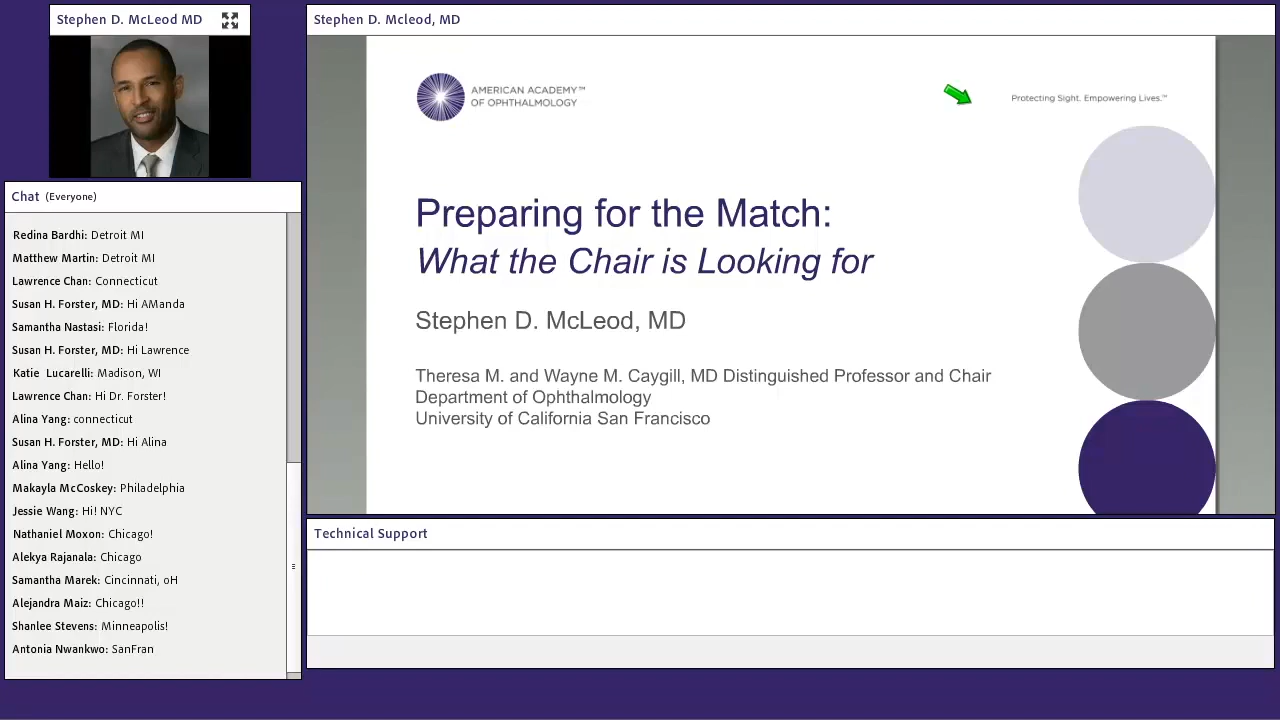 Stephen D. McLeod MD
Chat (Everyone)
Redina Bardhi: Detroit MI
Matthew Martin: Detroit MI
Lawrence Chan: Connecticut
Susan H. Forster, MD: Hi AManda
Samantha Nastasi: Florida!
Susan H. Forster, MD: Hi Lawrence
Katie Lucarelli: Madison, WI
Lawrence Chan: Hi Dr. Forster!
Alina Yang: connecticut
Susan H. Forster, MD: Hi Alina
Alina Yang: Hello!
Makayla McCoskey: Philadelphia
Jessie Wang: Hi! NYC
Nathaniel Moxon: Chicago!
Alekya Rajanala: Chicago
Samantha Marek: Cincinnati, oH
Alejandra Maiz: Chicago!!
Shanlee Stevens: Minneapolis!
Antonia Nwankwo: SanFran
Stephen D. Mcleod, MD
AMERICAN ACADEMY™
OF OPHTHALMOLOGY
Protecting Sight. Empowering Lives.™
Preparing for the Match:
What the Chair is Looking for
Stephen D. McLeod, MD
Theresa M. and Wayne M. Caygill, MD Distinguished Professor and Chair
Department of Ophthalmology
University of California San Francisco
Technical Support